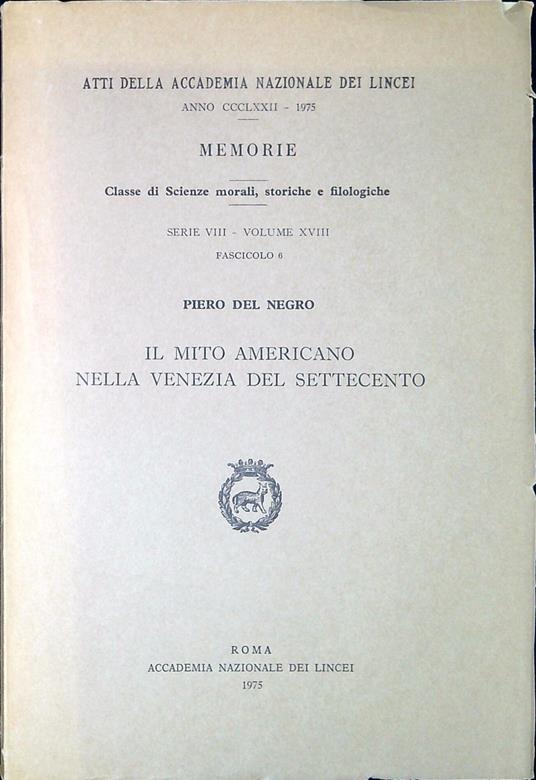 ATTI DELLA ACCADEMIA NAZIONALE DEI LINCEI
ANNO CCCLXXII - 1975
MEMORIE
Classe di Scienze morali, storiche e filologiche
SERIE VIII - VOLUME XVIII
FASCICOLO 6
PIERO DEL NEGRO
IL MITO AMERICANO
NELLA VENEZIA DEL SETTECENTO
ROMA
ACCADEMIA NAZIONALE DEI LINCEI
1975